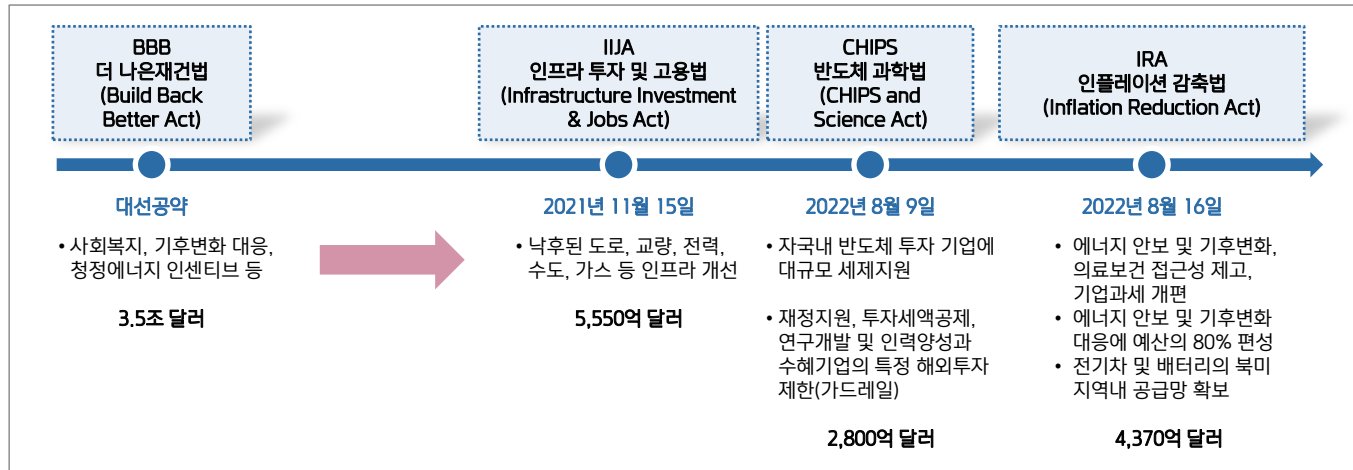 BBB
더 나은재건법
(Build Back
Better Act)
IIJA
인프라 투자 및 고용법
(Infrastructure Investment
& Jobs Act)
CHIPS
반도체 과학법
(CHIPS and
Science Act)
IRA
인플레이션 감축법
(Inflation Reduction Act)
대선공약
• 사회복지, 기후변화 대응,
청정에너지 인센티브 등
3.5조 달러
2021년 11월 15일
• 낙후된 도로, 교량, 전력,
수도, 가스 등 인프라 개선
5,550억 달러
2022년 8월 9일
• 자국내 반도체 투자 기업에
대규모 세제지원
• 재정지원, 투자세액공제,
연구개발 및 인력양성과
수혜기업의 특정 해외투자
제한(가드레일)
2,800억 달러
2022년 8월 16일
• 에너지 안보 및 기후변화,
의료보건 접근성 제고,
기업과세 개편
• 에너지 안보 및 기후변화
대응에 예산의 80% 편성
• 전기차 및 배터리의 북미
지역내 공급망 확보
4,370억 달러